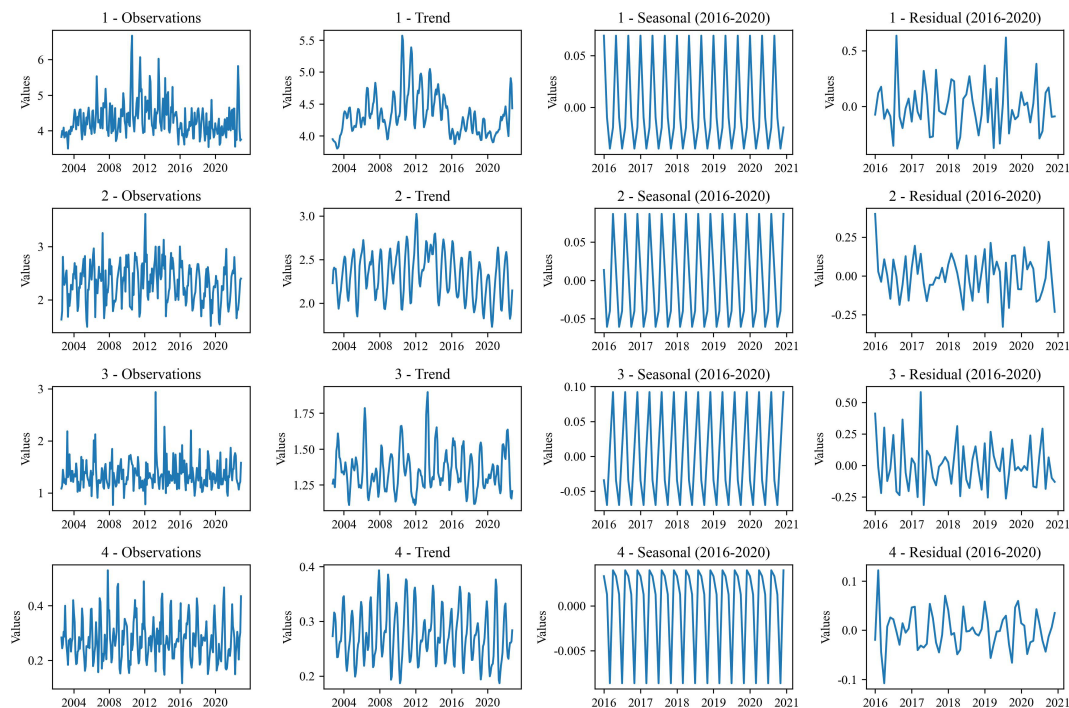 1 - Observations
1 - Trend
1 - Seasonal (2016-2020)
1 - Residual (2016-2020)
Values
6
5
4
2004 2008 2012 2016 2020
Values
5.5
5.0
4.5
4.0
2004 2008 2012 2016 2020
Values
0.05
0.00
2016 2017 2018 2019 2020 2021
Values
0.5
0.0
2016 2017 2018 2019 2020 2021
2 - Observations
2 - Trend
2 - Seasonal (2016-2020)
2 - Residual (2016-2020)
Values
3
2
2004 2008 2012 2016 2020
Values
3.0
2.5
2.0
2004 2008 2012 2016 2020
Values
0.05
0.00
-0.05
2016 2017 2018 2019 2020 2021
Values
0.25
0.00
-0.25
2016 2017 2018 2019 2020 2021
3 - Observations
3 - Trend
3 - Seasonal (2016-2020)
3 - Residual (2016-2020)
Values
3
2
1
2004 2008 2012 2016 2020
Values
1.75
1.50
1.25
2004 2008 2012 2016 2020
Values
0.10
0.05
0.00
-0.05
2016 2017 2018 2019 2020 2021
Values
0.50
0.25
0.00
-0.25
2016 2017 2018 2019 2020 2021
4 - Observations
4 - Trend
4 - Seasonal (2016-2020)
4 - Residual (2016-2020)
Values
0.4
0.2
2004 2008 2012 2016 2020
Values
0.4
0.3
0.2
2004 2008 2012 2016 2020
Values
0.000
-0.005
2016 2017 2018 2019 2020 2021
Values
0.1
0.0
-0.1
2016 2017 2018 2019 2020 2021